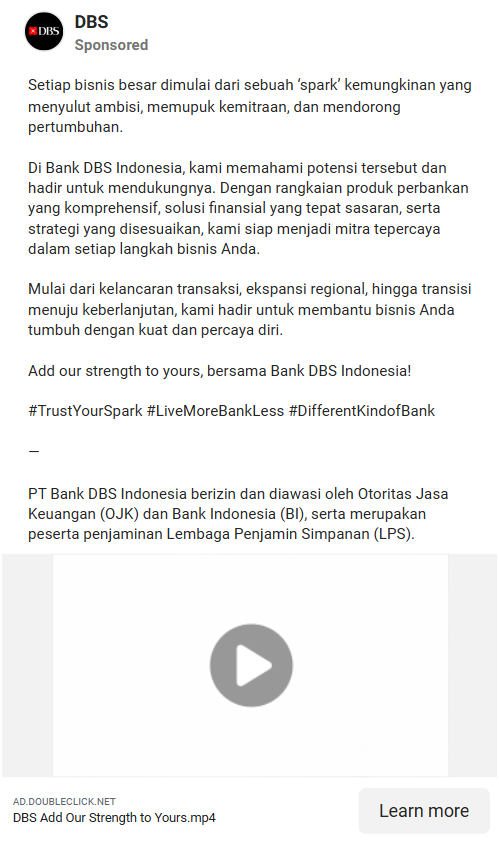 DBS
DBS
Sponsored
Setiap bisnis besar dimulai dari sebuah ‘spark’ kemungkinan yang
menyulut ambisi, memupuk kemitraan, dan mendorong
pertumbuhan.
Di Bank DBS Indonesia, kami memahami potensi tersebut dan
hadir untuk mendukungnya. Dengan rangkaian produk perbankan
yang komprehensif, solusi finansial yang tepat sasaran, serta
strategi yang disesuaikan, kami siap menjadi mitra tepercaya
dalam setiap langkah bisnis Anda.
Mulai dari kelancaran transaksi, ekspansi regional, hingga transisi
menuju keberlanjutan, kami hadir untuk membantu bisnis Anda
tumbuh dengan kuat dan percaya diri.
Add our strength to yours, bersama Bank DBS Indonesia!
#TrustYourSpark #LiveMoreBankLess #DifferentKindofBank
—
PT Bank DBS Indonesia berizin dan diawasi oleh Otoritas Jasa
Keuangan (OJK) dan Bank Indonesia (BI), serta merupakan
peserta penjaminan Lembaga Penjamin Simpanan (LPS).
AD.DOUBLECLICK.NET
DBS Add Our Strength to Yours.mp4
Learn more